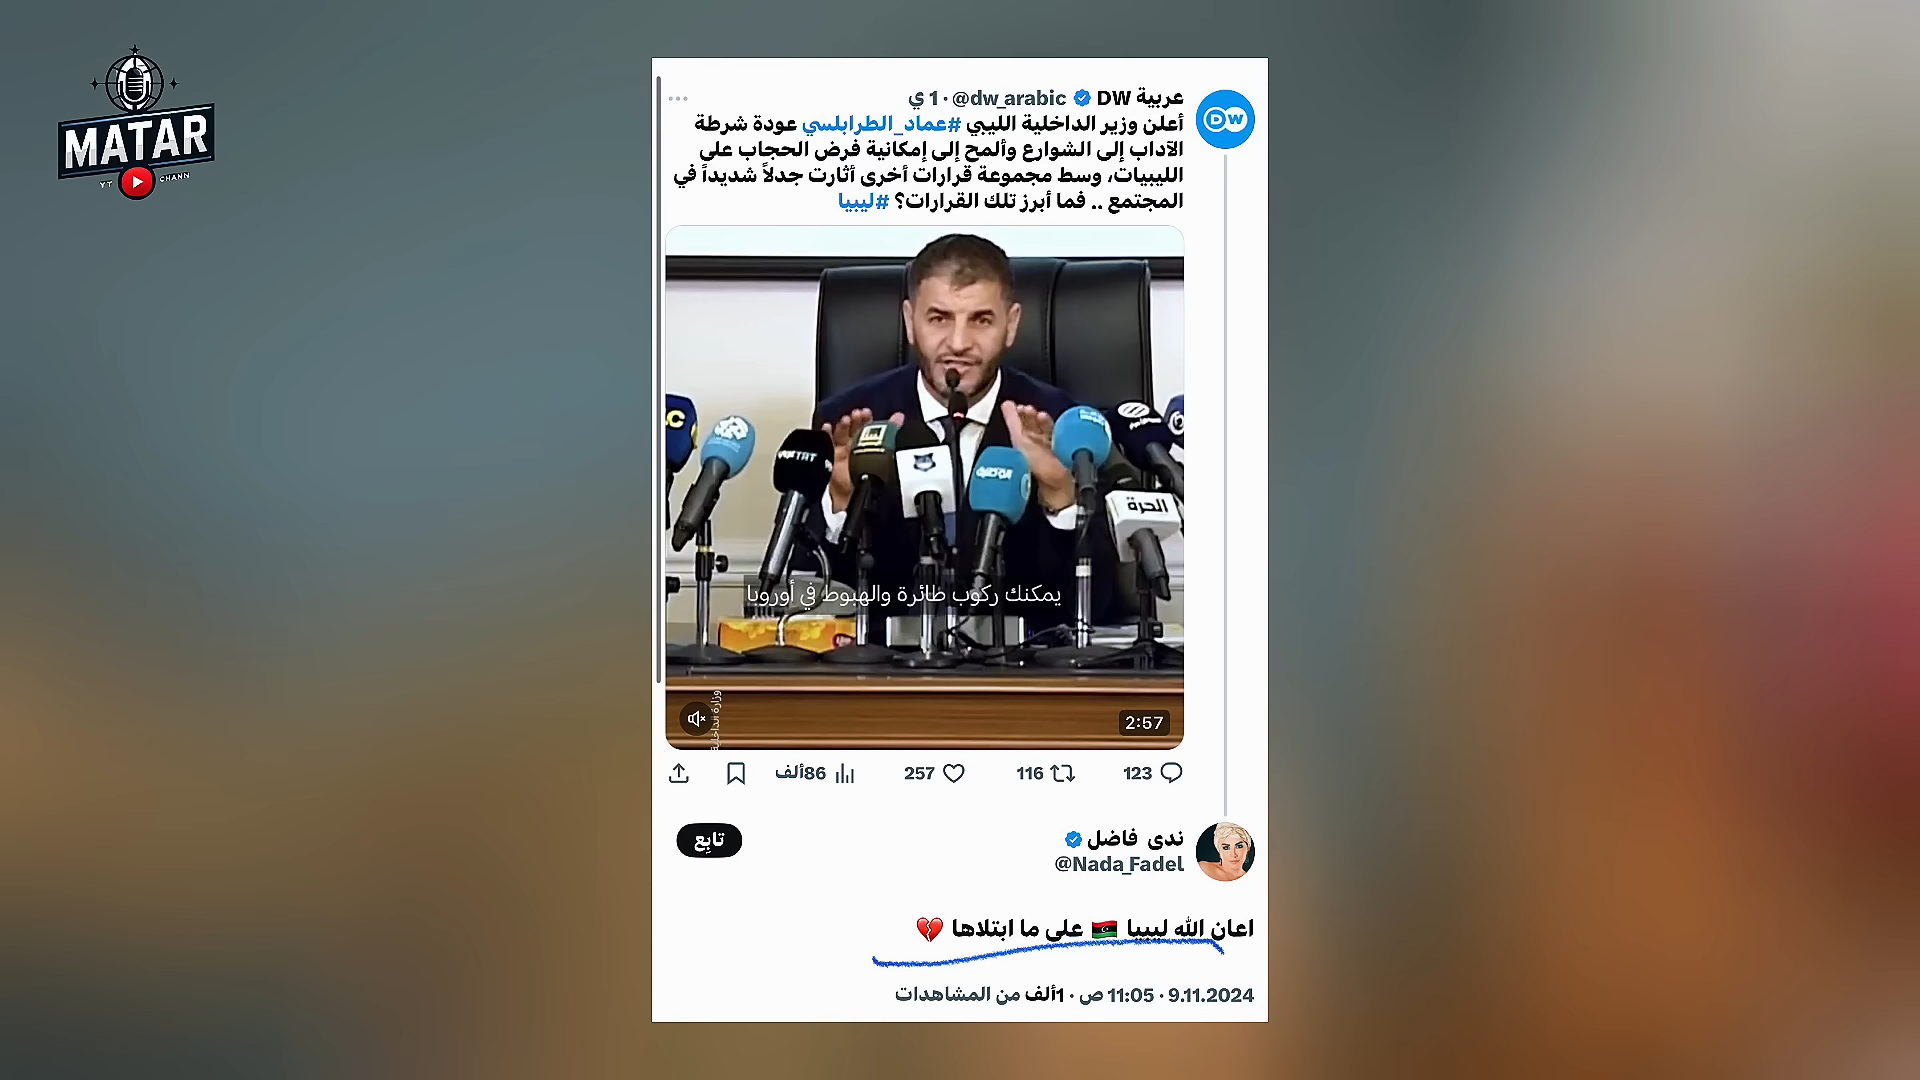 MATAR
YT CHANN
عربية DW @dw_arabic · 1 ي
أعلن وزير الداخلية الليبي #عماد_الطرابلسي عودة شرطة
الآداب إلى الشوارع وألمح إلى إمكانية فرض الحجاب على
الليبيات، وسط مجموعة قرارات أخرى أثارت جدلاً شديداً في
المجتمع .. فما أبرز تلك القرارات؟ #ليبيا
DW
TRT
الحرة
يمكنك ركوب طائرة والهبوط في أوروبا
وزارة الداخلية
2:57
123 116 257 86ألف
ندى فاضل
@Nada_Fadel
تابِع
اعان الله ليبيا 🇱🇾 على ما ابتلاها 💔
11:05 · 9.11.2024 ص · 1ألف من المشاهدات